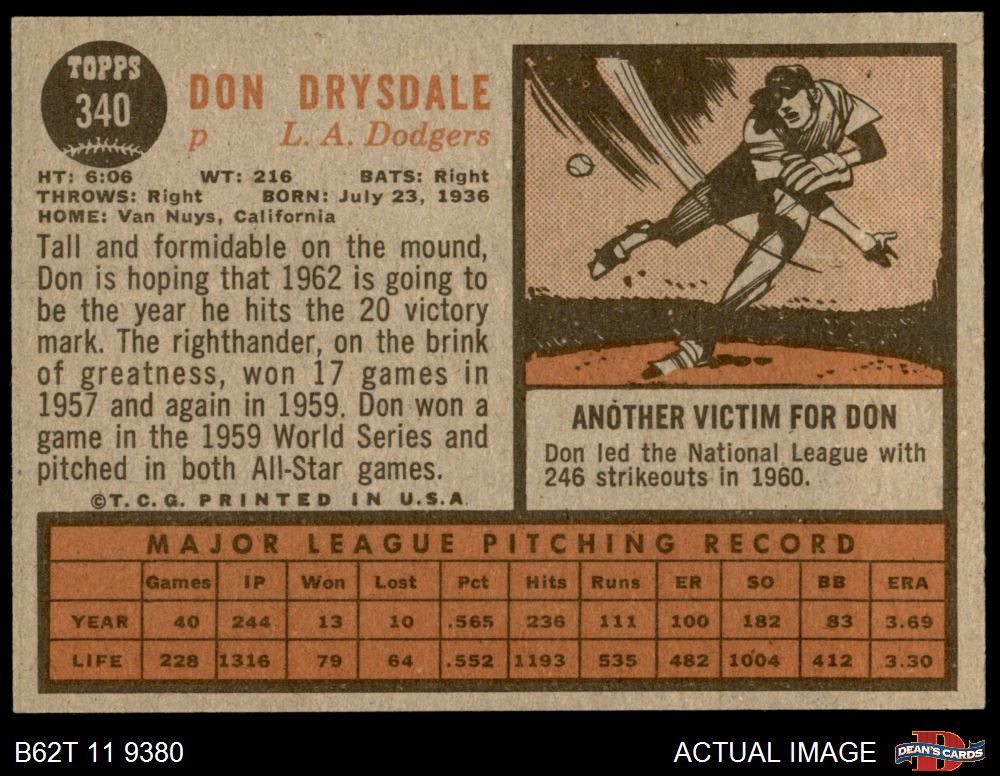 TOPPS
340
DON DRYSDALE
p L. A. Dodgers
HT: 6:06 WT: 216 BATS: Right
THROWS: Right BORN: July 23, 1936
HOME: Van Nuys, California
Tall and formidable on the mound,
Don is hoping that 1962 is going to
be the year he hits the 20 victory
mark. The righthander, on the brink
of greatness, won 17 games in
1957 and again in 1959. Don won a
game in the 1959 World Series and
pitched in both All-Star games.
©T. C. G. PRINTED IN U.S.A.
ANOTHER VICTIM FOR DON
Don led the National League with
246 strikeouts in 1960.
MAJOR LEAGUE PITCHING RECORD
Games IP Won Lost Pct Hits Runs ER SO BB ERA
YEAR 40 244 13 10 .565 236 111 100 182 83 3.69
LIFE 228 1316 79 64 .552 1193 535 482 1004 412 3.30
B62T 11 9380 ACTUAL IMAGE DEAN'S CARDS